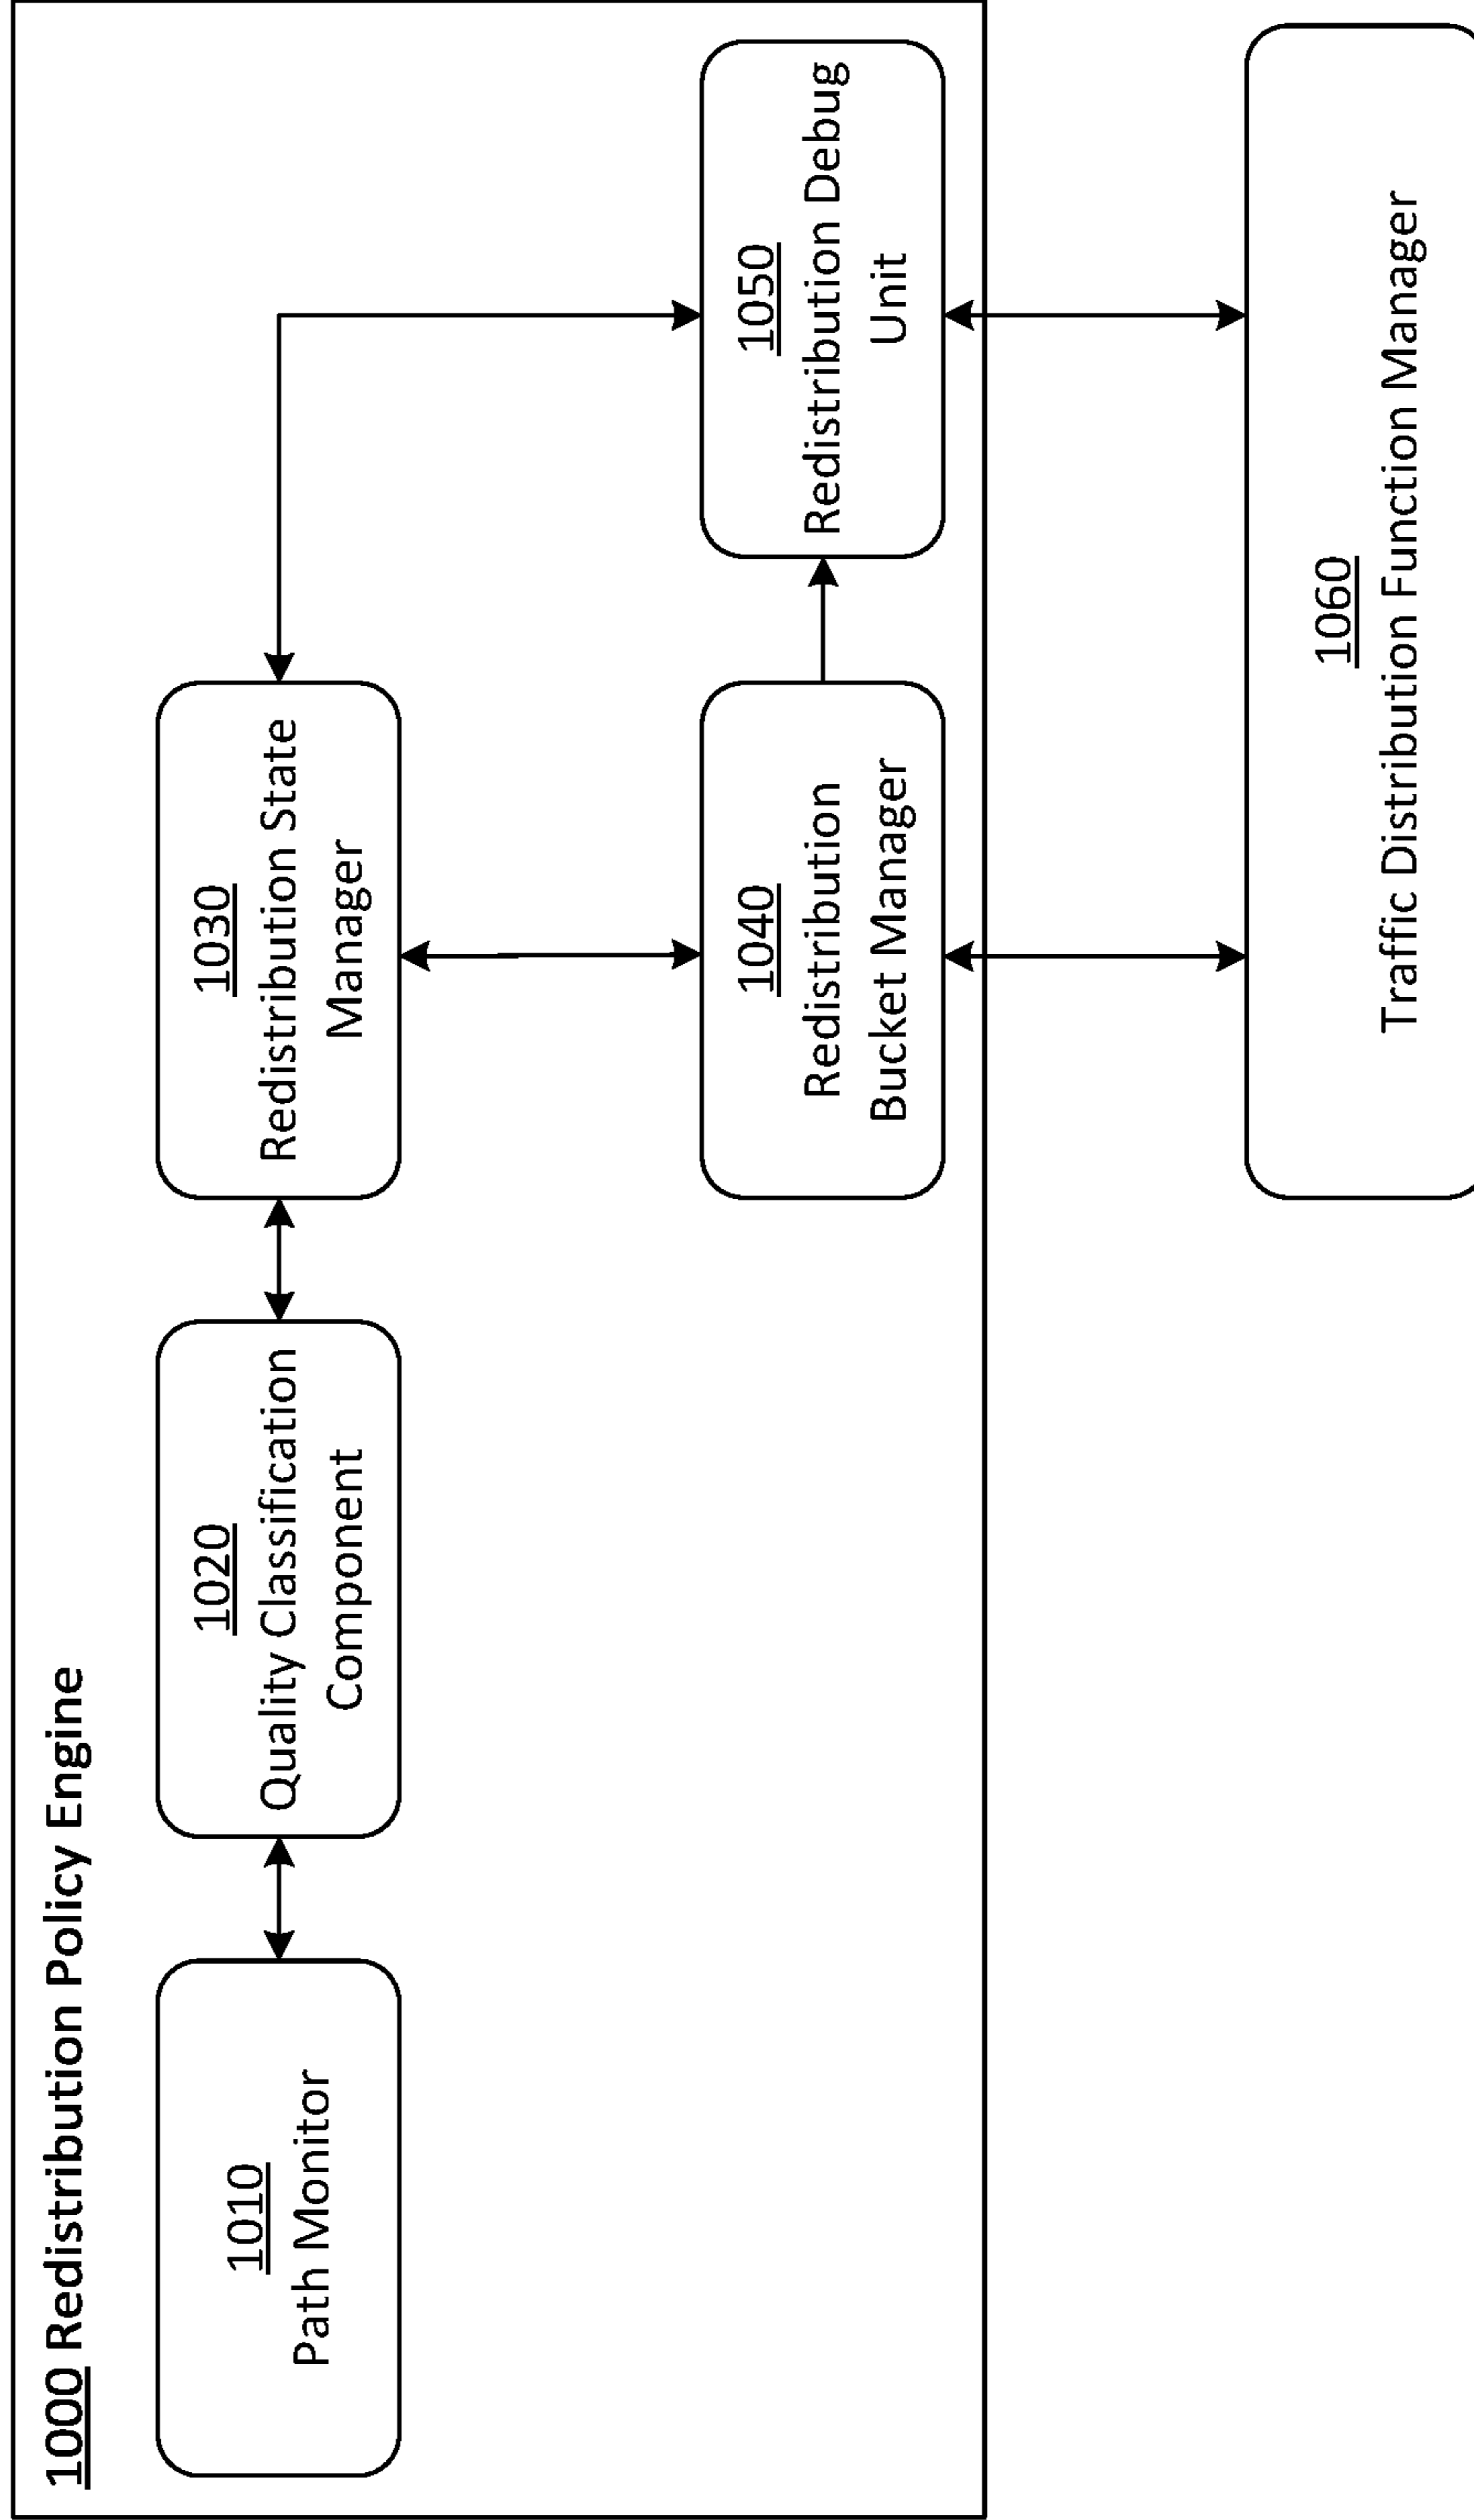 1000 Redistribution Policy Engine
1010
Path Monitor
1020
Quality Classification
Component
1030
Redistribution State
Manager
1040
Redistribution
Bucket Manager
1050
Redistribution Debug
Unit
1060
Traffic Distribution Function Manager